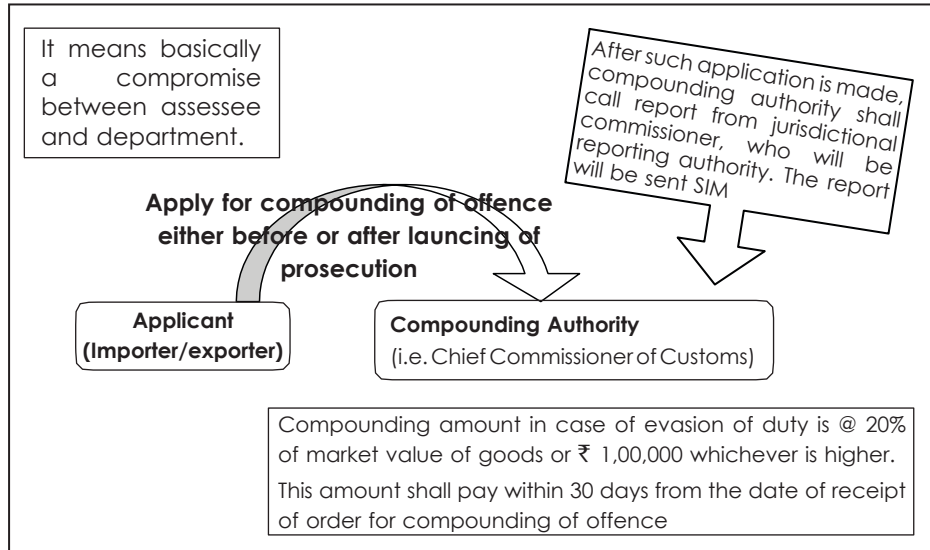 It means basically
a compromise
between assessee
and department.
After such application is made,
compounding authority shall
call report from jurisdictional
commissioner, who will be
reporting authority. The report
will be sent SIM
Apply for compounding of offence
either before or after launcing of
prosecution
Applicant
(Importer/exporter)
Compounding Authority
(i.e. Chief Commissioner of Customs)
Compounding amount in case of evasion of duty is @ 20%
of market value of goods or ₹ 1,00,000 whichever is higher.
This amount shall pay within 30 days from the date of receipt
of order for compounding of offence